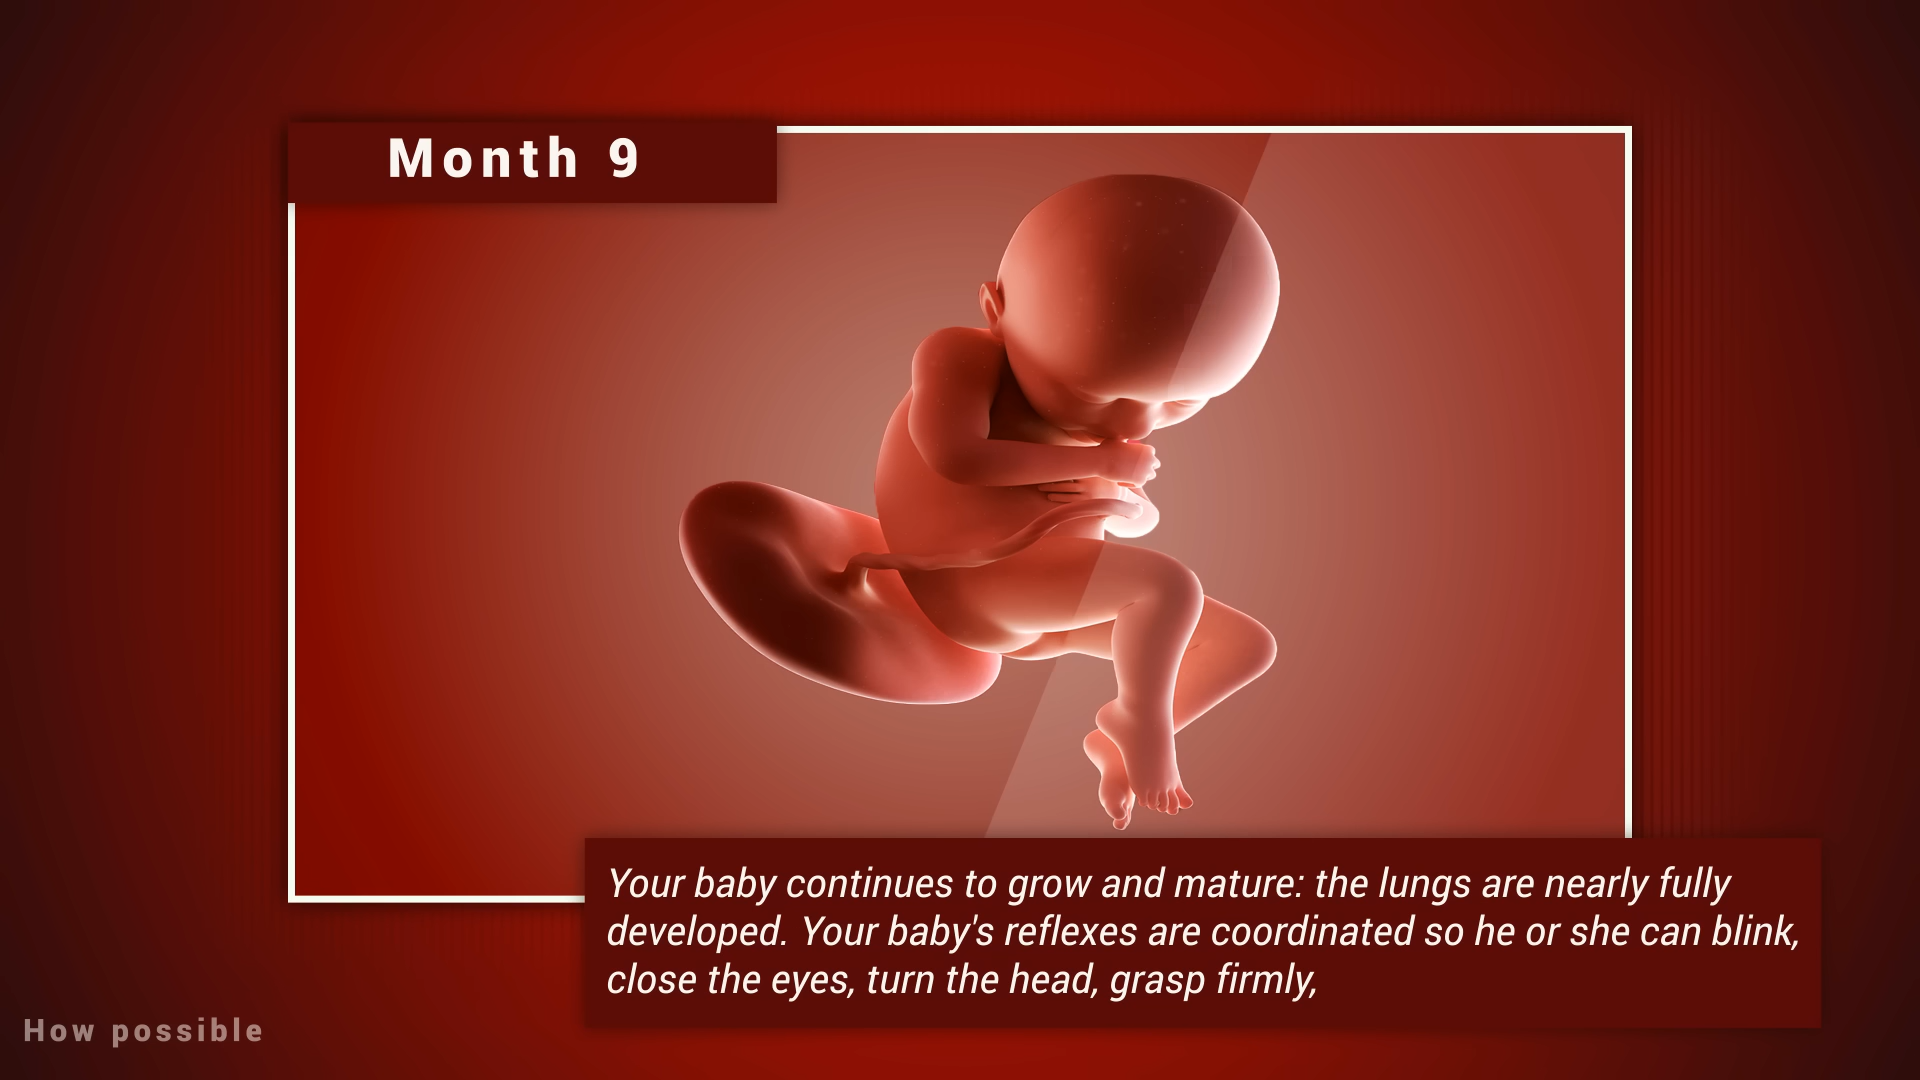 Month 9
Your baby continues to grow and mature: the lungs are nearly fully
developed. Your baby's reflexes are coordinated so he or she can blink,
close the eyes, turn the head, grasp firmly,
How possible